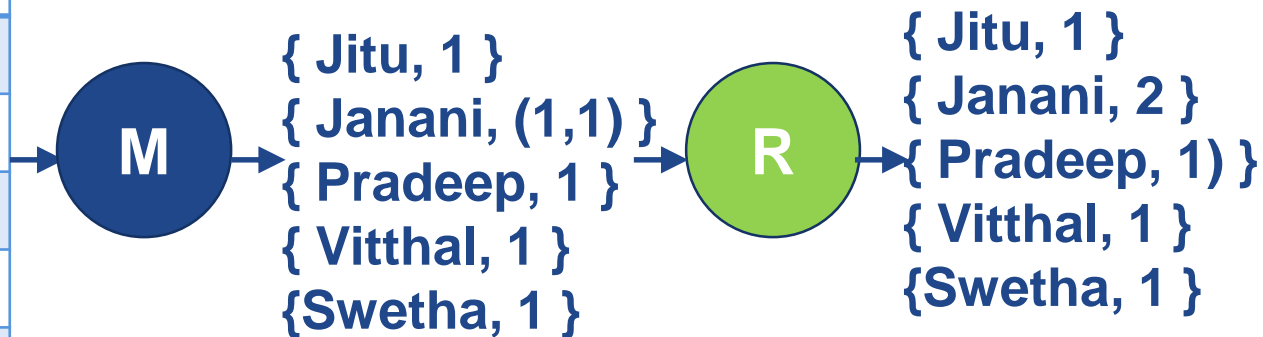 M
{ Jitu, 1 }
{ Janani, (1,1) }
{ Pradeep, 1 }
{ Vitthal, 1 }
{Swetha, 1 }
R
{ Jitu, 1 }
{ Janani, 2 }
{ Pradeep, 1) }
{ Vitthal, 1 }
{Swetha, 1 }